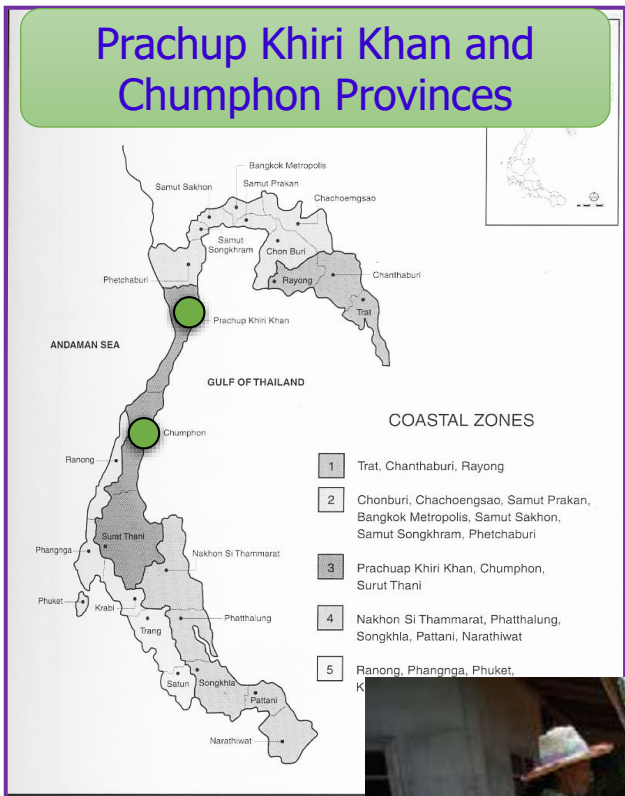 Prachup Khiri Khan and
Chumphon Provinces
Bangkok Metropolis
Samut Sakhon
Samut Prakan
Chachoemgsao
Samut
Songkhram
Chon Buri
Phetchaburi
Rayong
Chanthaburi
Trat
Prachup Khiri Khan
ANDAMAN SEA
GULF OF THAILAND
Chumphon
Ranong
Surat Thani
Phangnga
Nakhon Si Thammarat
Phuket
Krabi
Trang
Phatthalung
Satun
Songkhla
Pattani
Narathiwat
COASTAL ZONES
1 Trat, Chanthaburi, Rayong
2 Chonburi, Chachoengsao, Samut Prakan,
Bangkok Metropolis, Samut Sakhon,
Samut Songkhram, Phetchaburi
3 Prachuap Khiri Khan, Chumphon,
Surut Thani
4 Nakhon Si Thammarat, Phatthalung,
Songkhla, Pattani, Narathiwat
5 Ranong, Phangnga, Phuket,